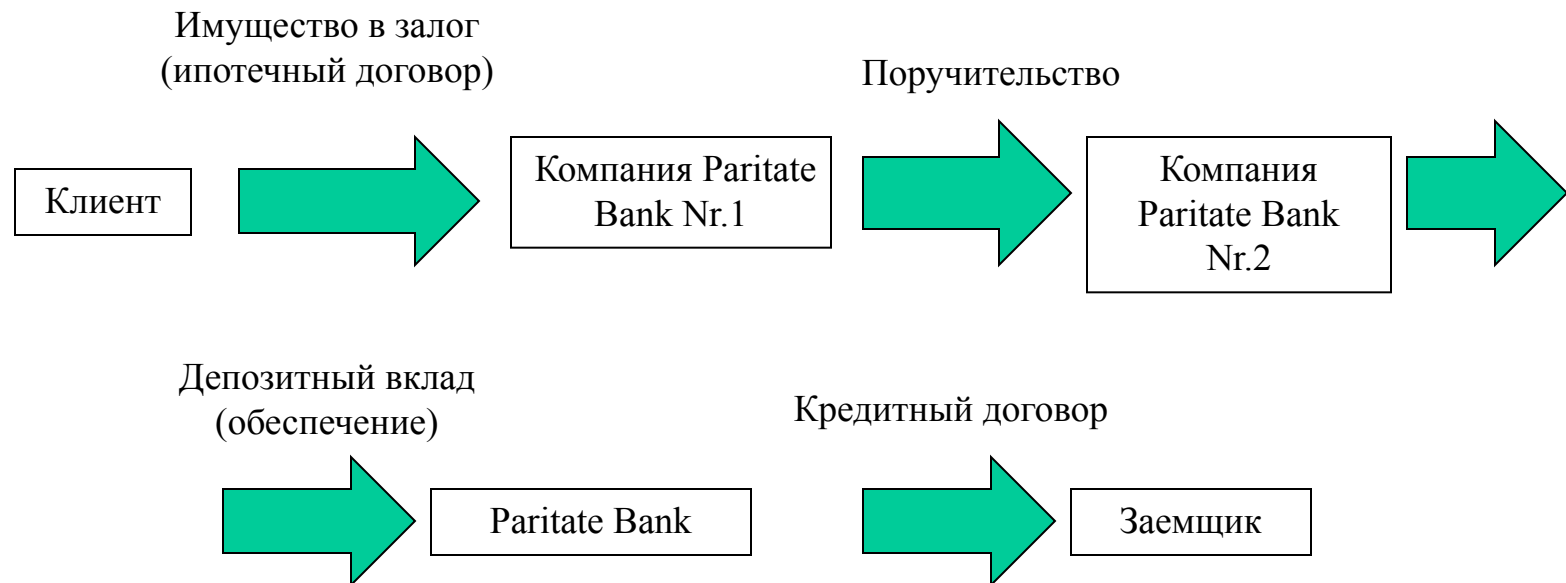 Имущество в залог
(ипотечный договор)
Поручительство
Клиент
Компания Paritate
Bank Nr.1
Компания
Paritate Bank
Nr.2
Депозитный вклад
(обеспечение)
Кредитный договор
Paritate Bank
Заемщик